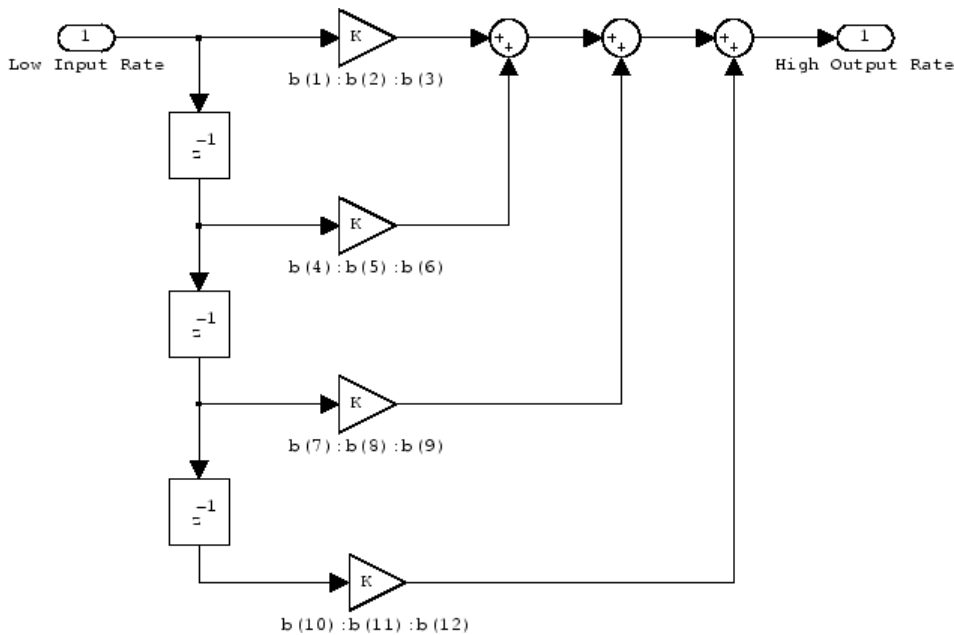 1
K
+
+
+
+
+
+
1
Low Input Rate
High Output Rate
b(1):b(2):b(3)
z-1
K
b(4):b(5):b(6)
z-1
K
b(7):b(8):b(9)
z-1
K
b(10):b(11):b(12)